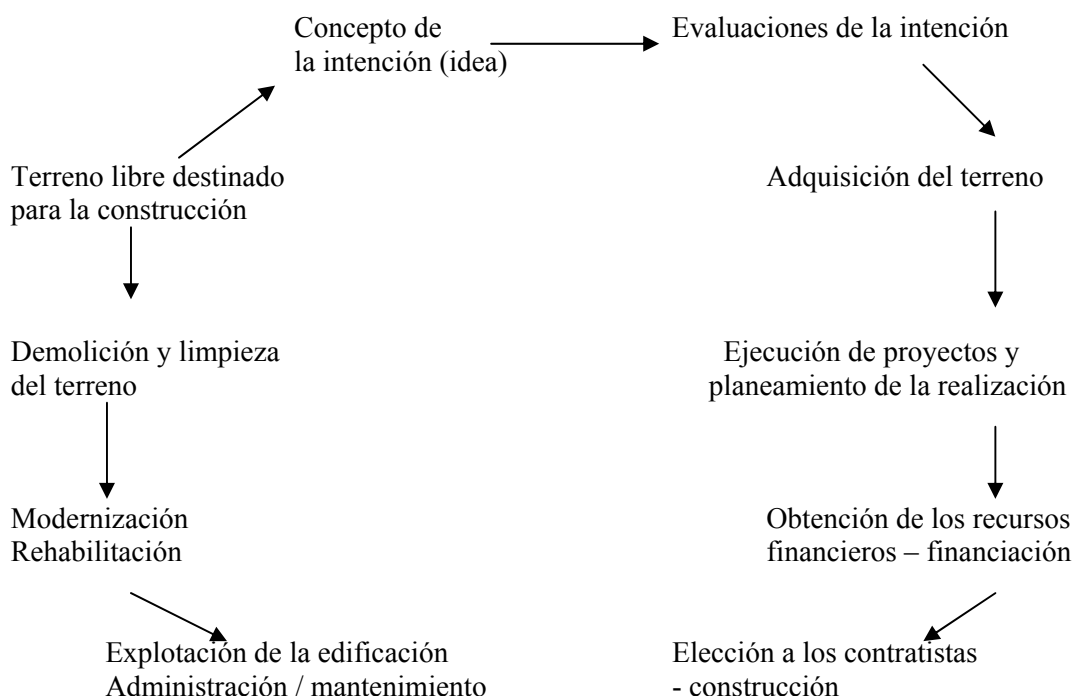 Concepto de
la intención (idea)
Evaluaciones de la intención
Terreno libre destinado
para la construcción
Adquisición del terreno
Demolición y limpieza
del terreno
Ejecución de proyectos y
planeamiento de la realización
Modernización
Rehabilitación
Obtención de los recursos
financieros – financiación
Explotación de la edificación
Administración / mantenimiento
Elección a los contratistas
- construcción